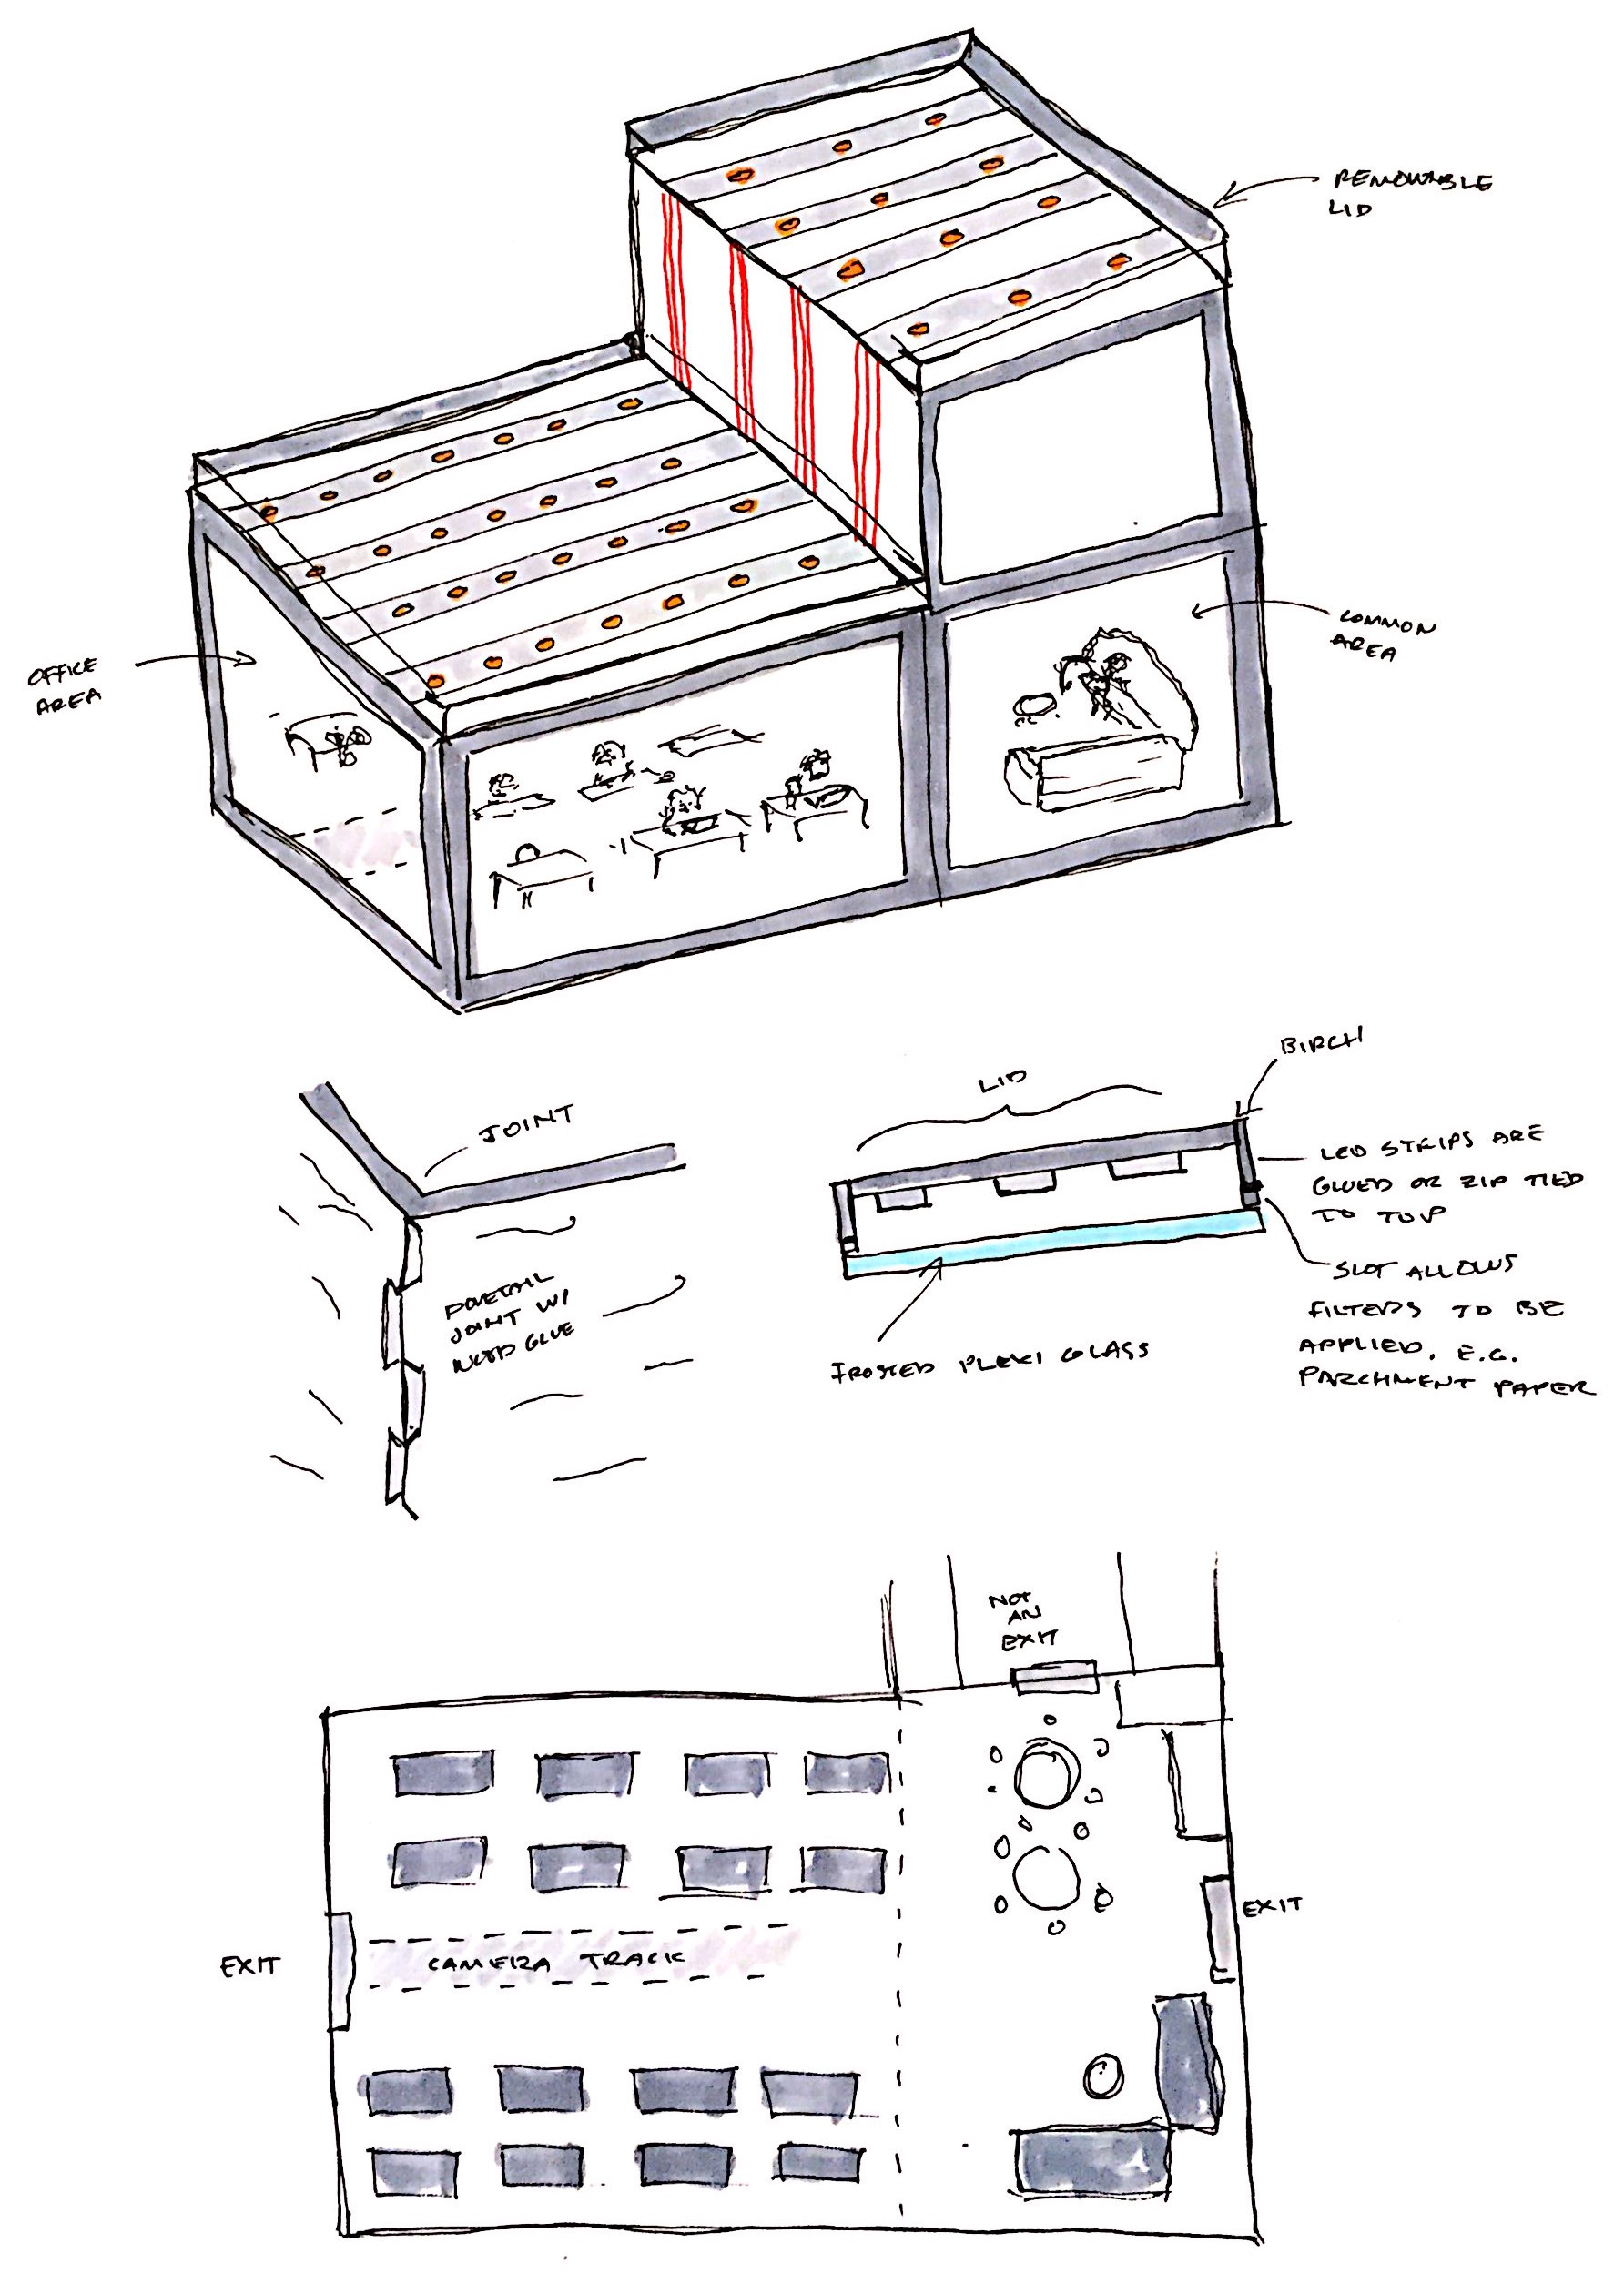 REMOVABLE
LID
OFFICE
AREA
COMMON
AREA
BIRCH
LID
JOINT
LED STRIPS ARE
GLUED OR ZIP TIED
TO TOP
DOVETAIL
JOINT W/
WOOD GLUE
SLOT ALLOWS
FILTERS TO BE
APPLIED, E.G.
PARCHMENT PAPER
FROSTED PLEXI GLASS
NOT
AN
EXIT
EXIT
EXIT
CAMERA TRACK